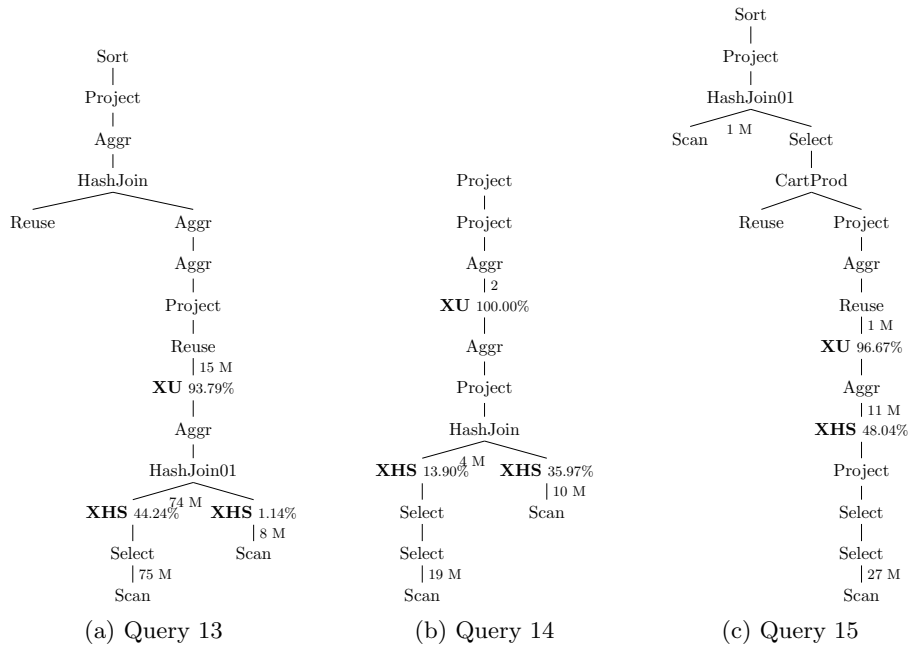 Sort
Project
Aggr
HashJoin
Reuse
Aggr
Aggr
Project
Reuse
15 M
XU 93.79%
Aggr
HashJoin01
74 M
XHS 44.24%
XHS 1.14%
8 M
Select
Scan
75 M
Scan
(a) Query 13
Project
Project
Aggr
2
XU 100.00%
Aggr
Project
HashJoin
4 M
XHS 13.90%
XHS 35.97%
10 M
Select
Scan
Select
19 M
Scan
(b) Query 14
Sort
Project
HashJoin01
1 M
Scan
Select
CartProd
Reuse
Project
Aggr
Reuse
1 M
XU 96.67%
Aggr
11 M
XHS 48.04%
Project
Select
Select
27 M
Scan
(c) Query 15